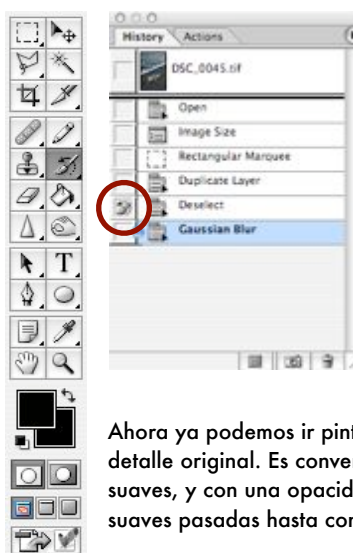 History
Actions
DSC_0045.tif
Open
Image Size
Rectangular Marquee
Duplicate Layer
Deselect
Gaussian Blur
T
Ahora ya podemos ir pint
detalle original. Es conver
suaves, y con una opacid
suaves pasadas hasta con